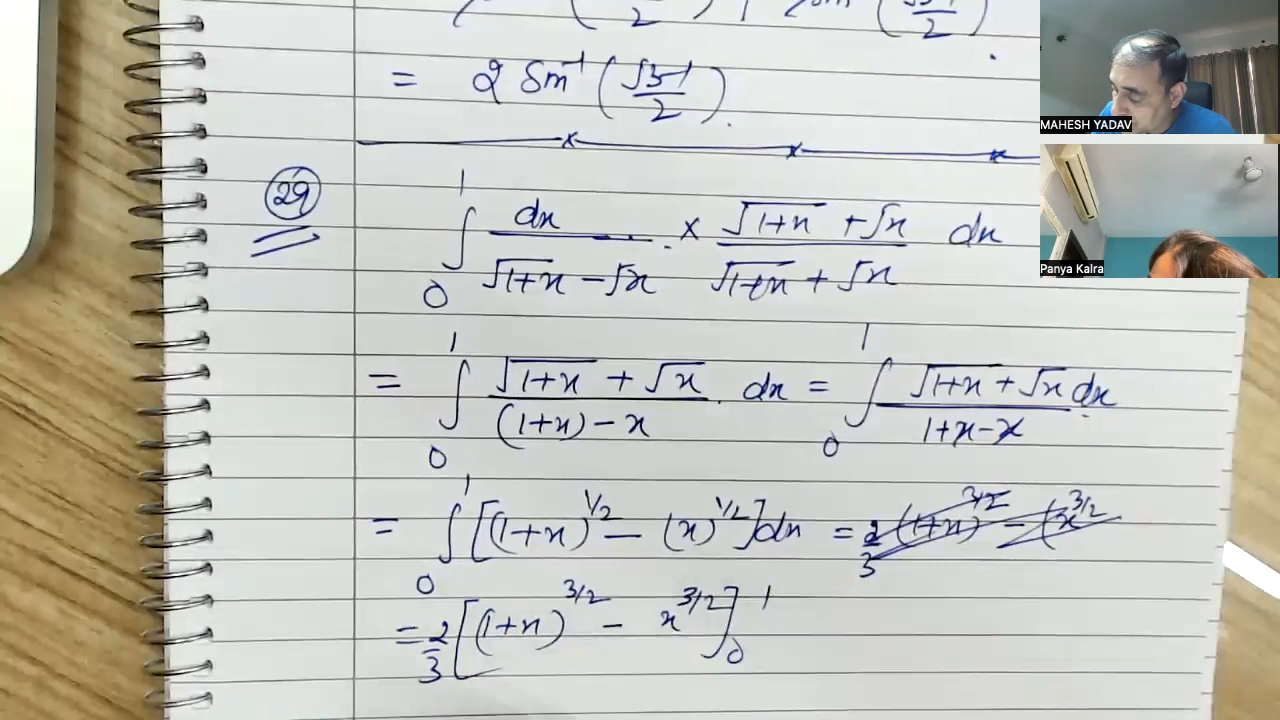 2
2
= 2 Sin⁻¹ (√3-1 / 2).
MAHESH YADAV
29
∫₀¹ dx / (√1+x - √x) × (√1+x + √x) / (√1+x + √x) dx
Panya Kalra
= ∫₀¹ (√1+x + √x) / ((1+x) - x) . dx = ∫₀¹ (√1+x + √x) dx / (1+x-x)
= ∫₀¹ [(1+x)^1/2 - (x)^1/2] dx = 2/3 (1+x)^3/2 - (x^3/2
= 2/3 [(1+x)^3/2 - x^3/2]₀¹